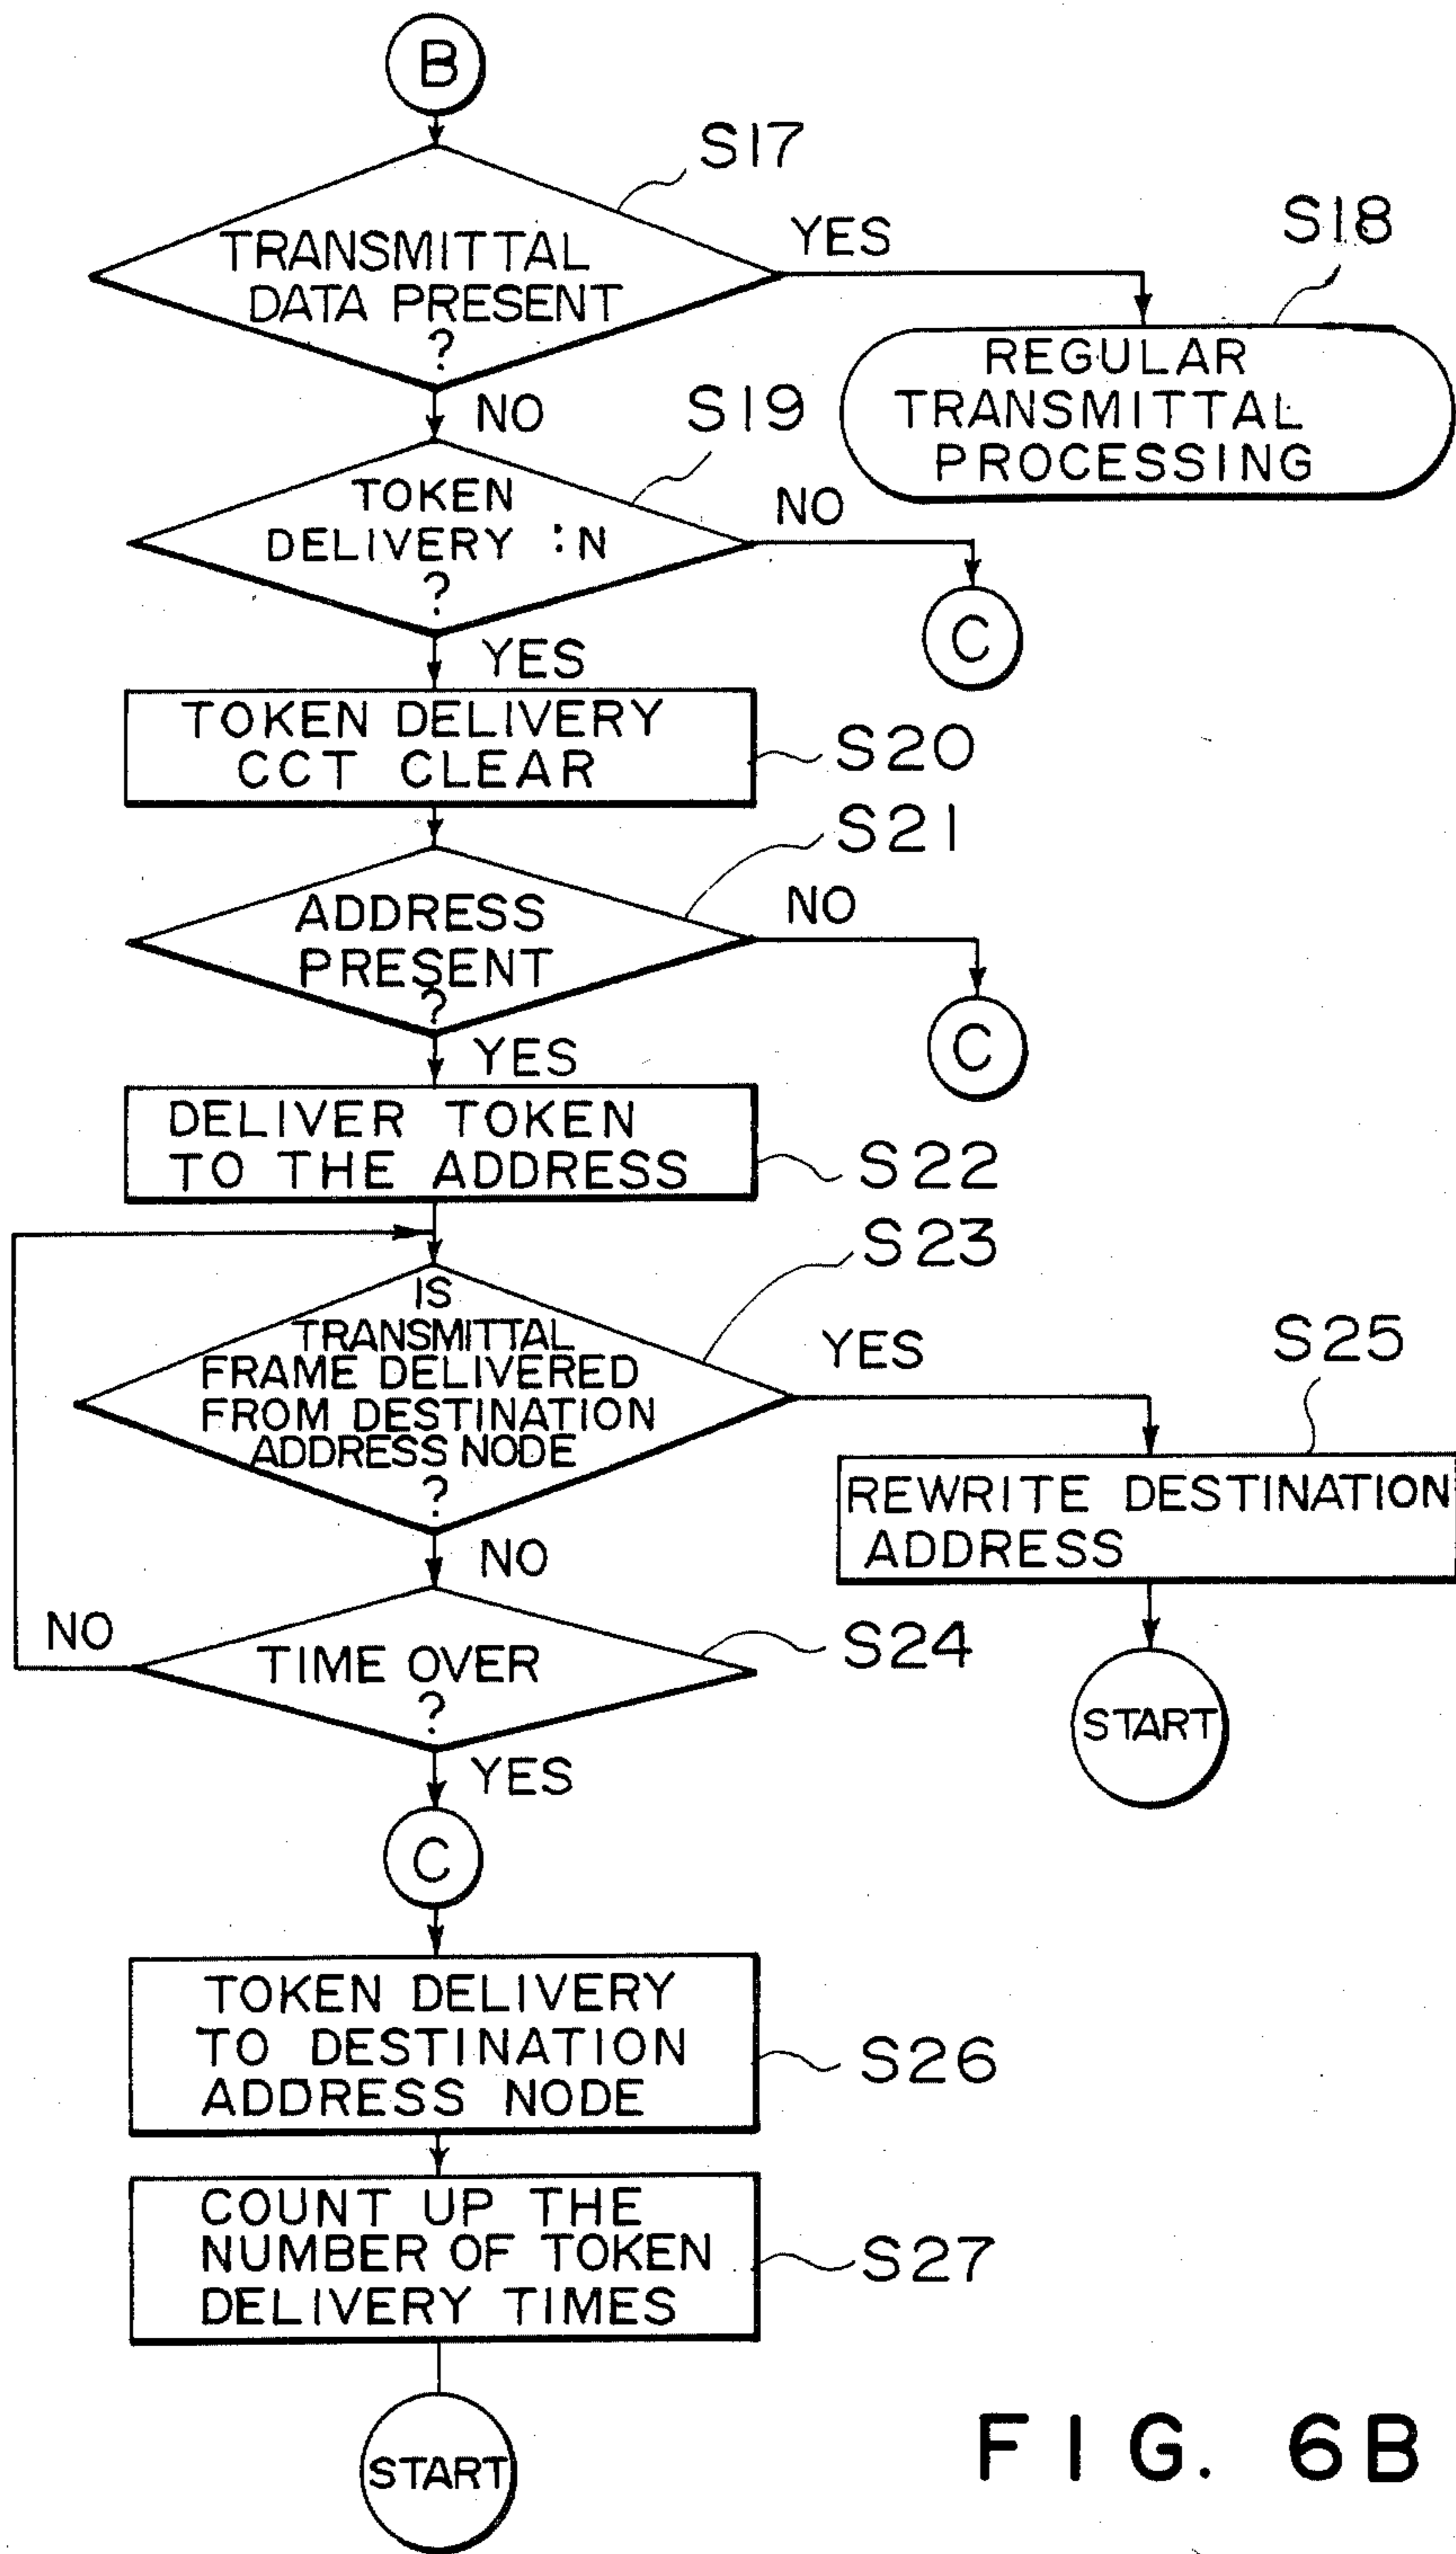 B
S17
TRANSMITTAL
DATA PRESENT
?
YES
S18
REGULAR
TRANSMITTAL
PROCESSING
NO
S19
TOKEN
DELIVERY :N
?
NO
C
YES
TOKEN DELIVERY
CCT CLEAR
S20
S21
ADDRESS
PRESENT
?
NO
C
YES
DELIVER TOKEN
TO THE ADDRESS
S22
S23
IS
TRANSMITTAL
FRAME DELIVERED
FROM DESTINATION
ADDRESS NODE
?
YES
S25
REWRITE DESTINATION
ADDRESS
START
NO
NO
TIME OVER
?
S24
YES
C
TOKEN DELIVERY
TO DESTINATION
ADDRESS NODE
S26
COUNT UP THE
NUMBER OF TOKEN
DELIVERY TIMES
S27
START
FIG. 6B